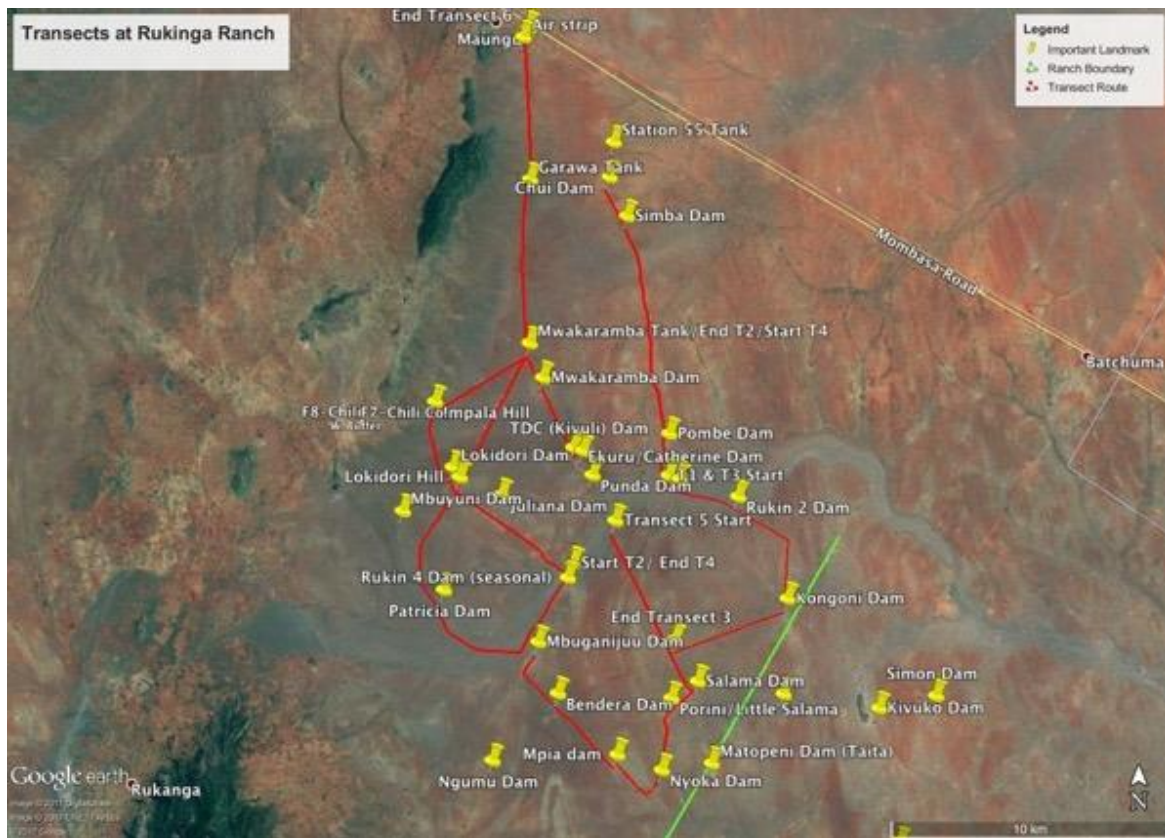 Transects at Rukinga Ranch
End Transect 6
Air strip
Maungu
Legend
Important Landmark
Ranch Boundary
Transect Route
Station 55 Tank
Garawa Tank
Chui Dam
Simba Dam
Mombasa Road
Mwakaramba Tank/End T2/Start T4
Batchuma
Mwakaramba Dam
Hill
TDC (Kivuli) Dam
Pombe Dam
Lokidori Dam
Ekuru/Catherine Dam
T1 & T3 Start
Lokidori Hill
Punda Dam
Mbuyuni Dam
Juliana Dam
Rukin 2 Dam
Transect 5 Start
Start T2/ End T4
Rukin 4 Dam (seasonal)
Patricia Dam
Kongoni Dam
End Transect 3
Mbuganijuu Dam
Salama Dam
Simon Dam
Bendera Dam
Porini/Little Salama
Kivuko Dam
Mpia dam
Matopeni Dam (Taita)
Ngumu Dam
Nyoka Dam
Google earth
Rukanga
N
10 km